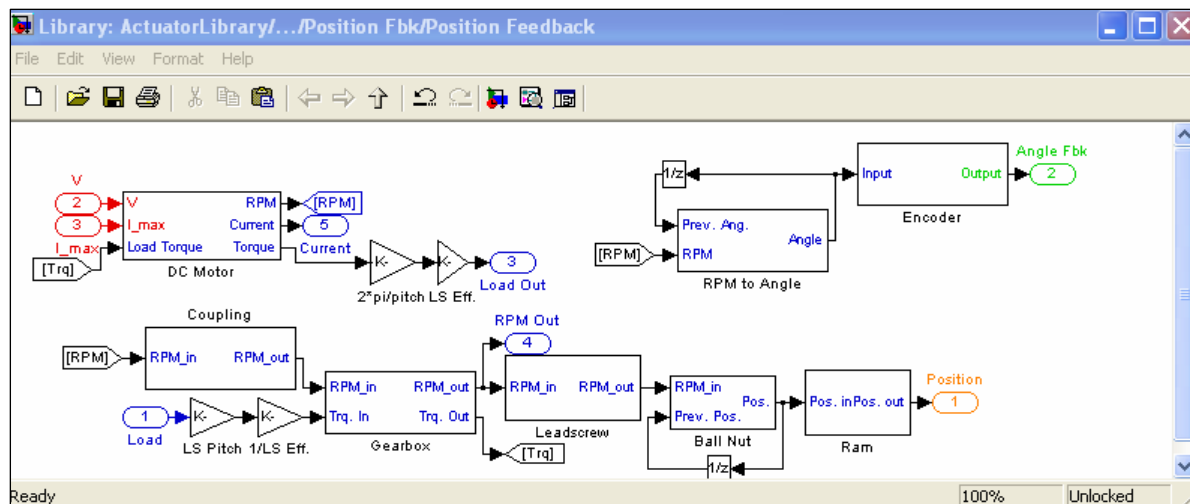 Library: ActuatorLibrary/.../Position Fbk/Position Feedback
File Edit View Format Help
V
2
V
RPM
[RPM]
3
I_max
Current
5
I_max
Load Torque
Torque
Current
[Trq]
DC Motor
K-
K-
3
2*pi/pitch LS Eff.
Load Out
1/z
Prev. Ang.
Angle
[RPM]
RPM
RPM to Angle
Angle Fbk
Input
Output
2
Encoder
Coupling
[RPM]
RPM_in
RPM_out
RPM Out
4
RPM_in
RPM_out
1
K-
K-
Trq. In
Trq. Out
Load
LS Pitch 1/LS Eff.
Gearbox
[Trq]
RPM_in
RPM_out
Leadscrew
RPM_in
Pos.
Prev. Pos.
Ball Nut
1/z
Pos. in
Pos. out
Ram
Position
1
Ready
100%
Unlocked